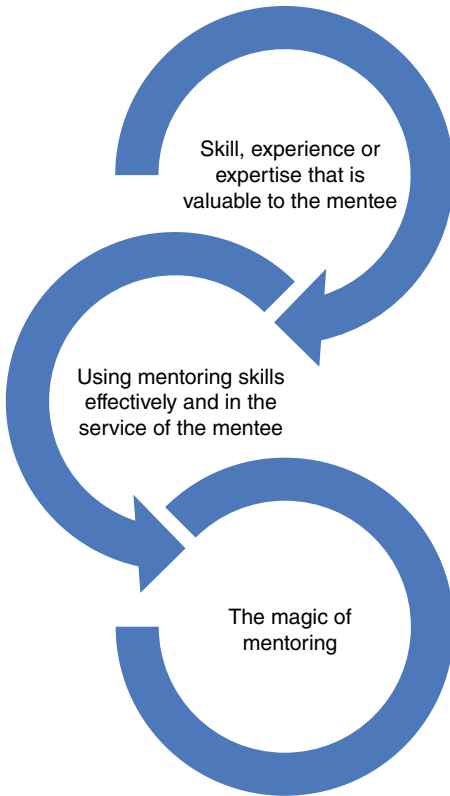 Skill, experience or
expertise that is
valuable to the mentee
Using mentoring skills
effectively and in the
service of the mentee
The magic of
mentoring